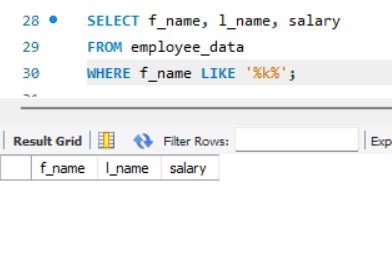 28 SELECT f_name, l_name, salary
29 FROM employee_data
30 WHERE f_name LIKE '%k%';
Result Grid Filter Rows: Exp
f_name l_name salary